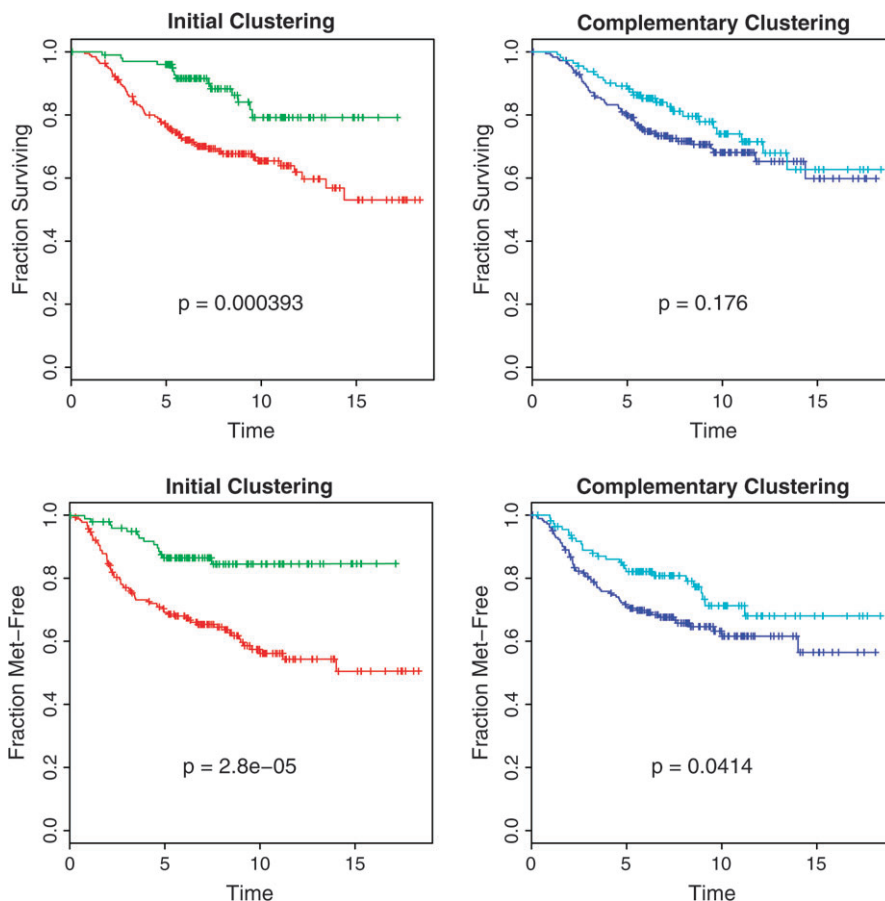 Initial Clustering
Fraction Surviving
1.0
0.8
0.6
0.4
0.2
0.0
p = 0.000393
0 5 10 15
Time
Complementary Clustering
Fraction Surviving
1.0
0.8
0.6
0.4
0.2
0.0
p = 0.176
0 5 10 15
Time
Initial Clustering
Fraction Met−Free
1.0
0.8
0.6
0.4
0.2
0.0
p = 2.8e−05
0 5 10 15
Time
Complementary Clustering
Fraction Met−Free
1.0
0.8
0.6
0.4
0.2
0.0
p = 0.0414
0 5 10 15
Time